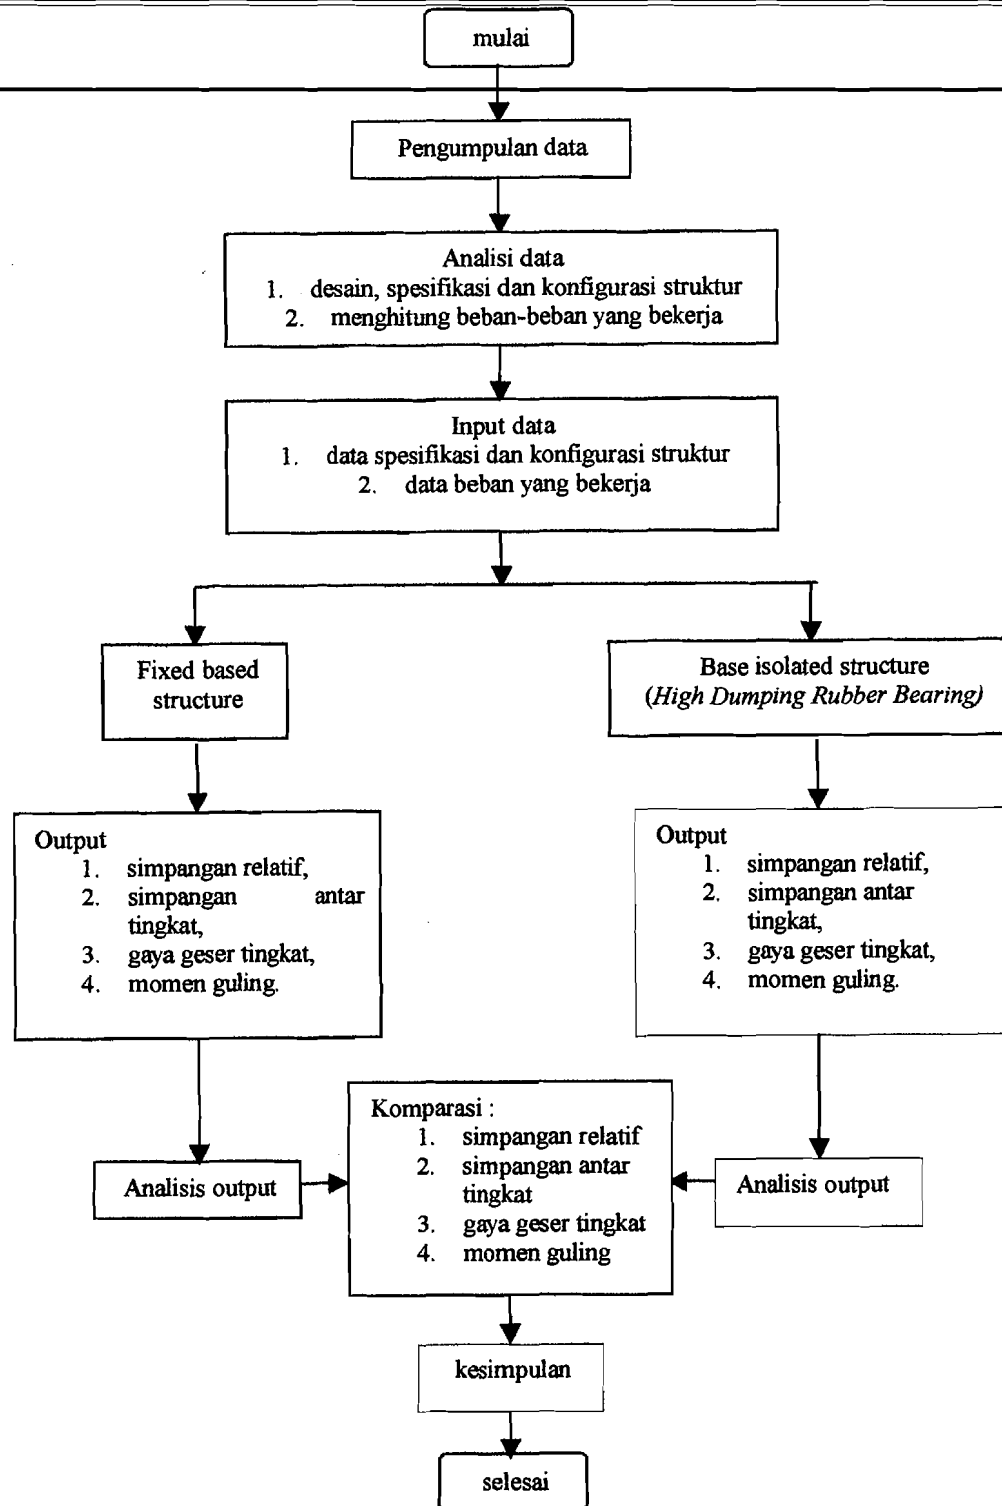 mulai
Pengumpulan data
Analisi data
1. desain, spesifikasi dan konfigurasi struktur
2. menghitung beban-beban yang bekerja
Input data
1. data spesifikasi dan konfigurasi struktur
2. data beban yang bekerja
Fixed based
structure
Base isolated structure
(High Dumping Rubber Bearing)
Output
1. simpangan relatif,
2. simpangan antar
tingkat,
3. gaya geser tingkat,
4. momen guling.
Output
1. simpangan relatif,
2. simpangan antar
tingkat,
3. gaya geser tingkat,
4. momen guling.
Komparasi :
1. simpangan relatif
2. simpangan antar
tingkat
3. gaya geser tingkat
4. momen guling
Analisis output
Analisis output
kesimpulan
selesai